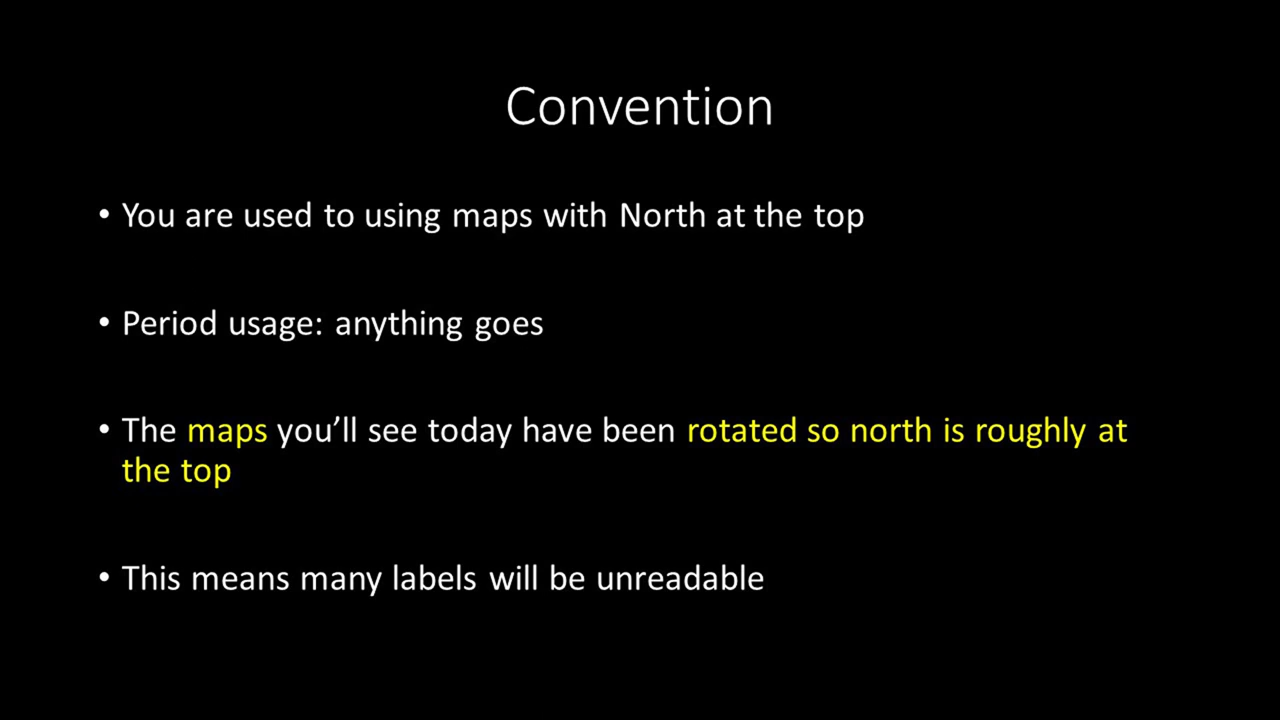 Convention
• You are used to using maps with North at the top
• Period usage: anything goes
• The maps you’ll see today have been rotated so north is roughly at
the top
• This means many labels will be unreadable